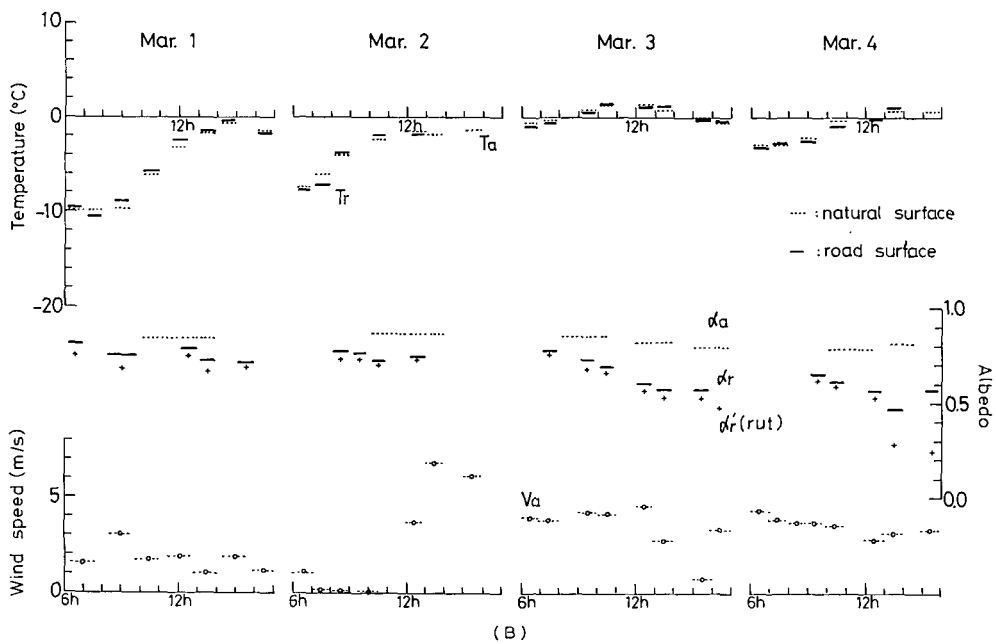 Mar. 1 Mar. 2 Mar. 3 Mar. 4
Temperature (°C)
10
0
-10
-20
12h 12h 12h 12h
Ta
Tr
.....:natural surface
— :road surface
αa
αr
αr'(rut)
Albedo
1.0
0.5
0.0
Wind speed (m/s)
5
0
Va
6h 12h 6h 12h 6h 12h 6h 12h
(B)